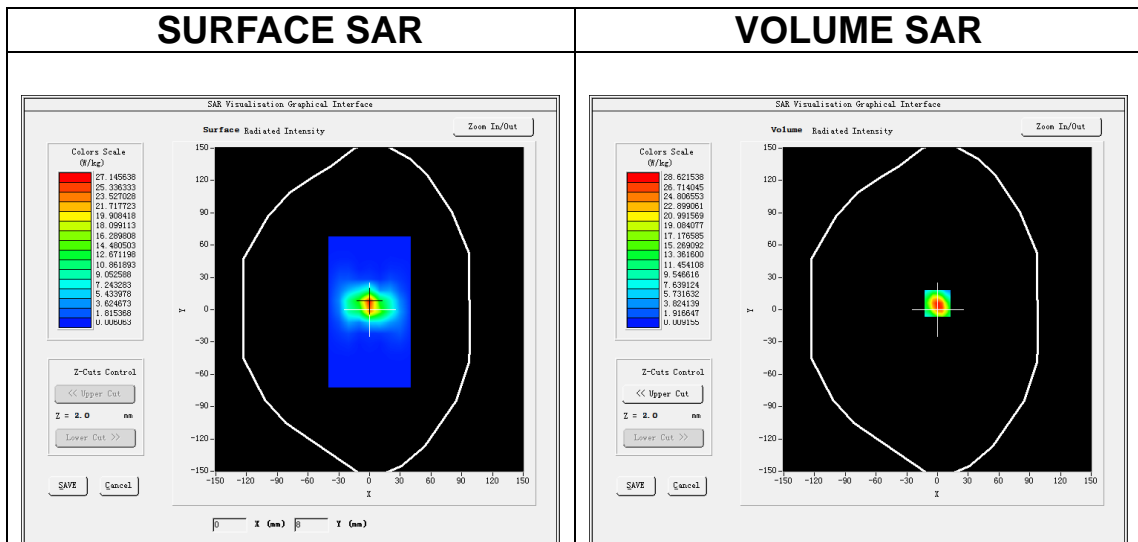 SURFACE SAR
SAR Visualisation Graphical Interface
Surface Radiated Intensity
Zoom In/Out
Colors Scale
(W/kg)
27.145638
25.336333
23.527028
21.717723
19.908418
18.099113
16.289808
14.480503
12.671198
10.861893
9.052588
7.243283
5.433978
3.624673
1.815368
0.006063
Z-Cuts Control
<< Upper Cut
Z = 2.0 mm
Lower Cut >>
SAVE Cancel
150
120
90
60
30
0
-30
-60
-90
-120
-150
Y
-150 -120 -90 -60 -30 0 30 60 90 120 150
X
0 X (mm) 8 Y (mm)
VOLUME SAR
SAR Visualisation Graphical Interface
Volume Radiated Intensity
Zoom In/Out
Colors Scale
(W/kg)
28.621538
26.714045
24.806553
22.899061
20.991569
19.084077
17.176585
15.269092
13.361600
11.454108
9.546616
7.639124
5.731632
3.824139
1.916647
0.009155
Z-Cuts Control
<< Upper Cut
Z = 2.0 mm
Lower Cut >>
SAVE Cancel
150
120
90
60
30
0
-30
-60
-90
-120
-150
Y
-150 -120 -90 -60 -30 0 30 60 90 120 150
X